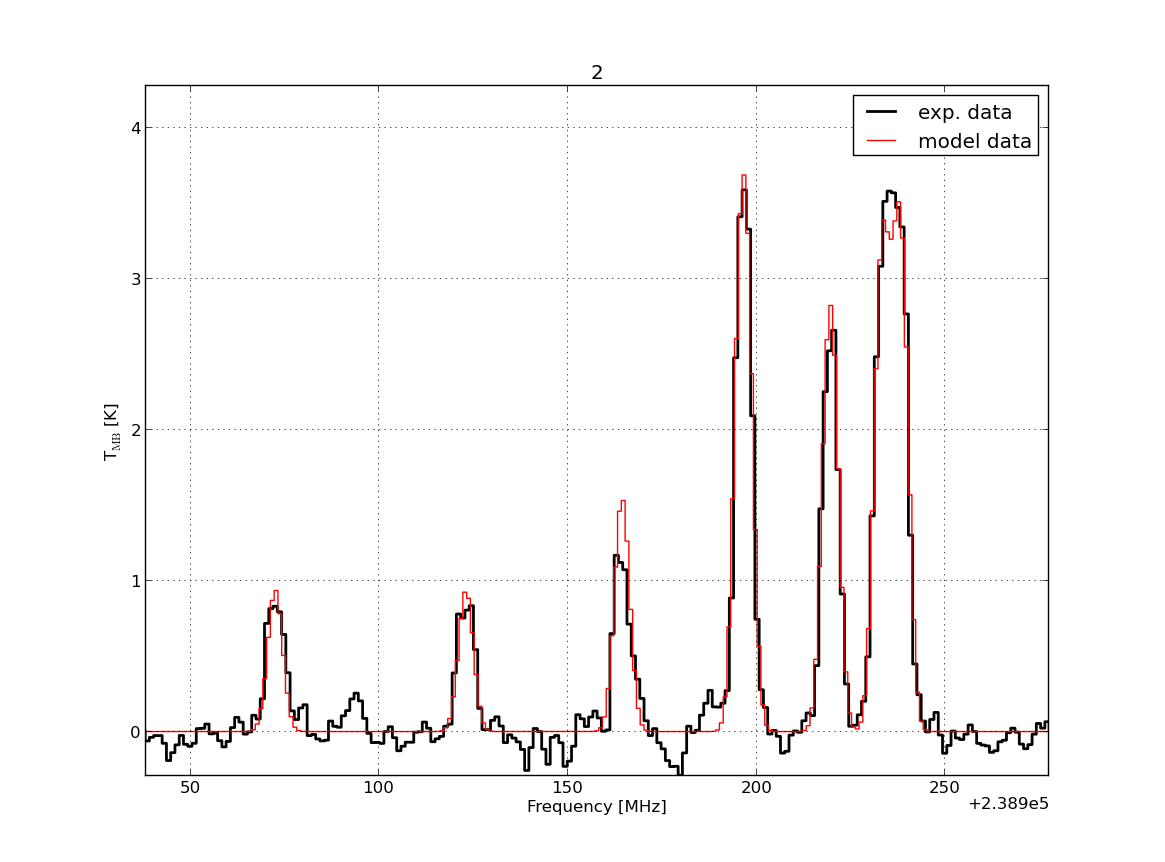 2
exp. data
model data
4
3
2
1
0
T_MB [K]
50 100 150 200 250
Frequency [MHz]
+2.389e5